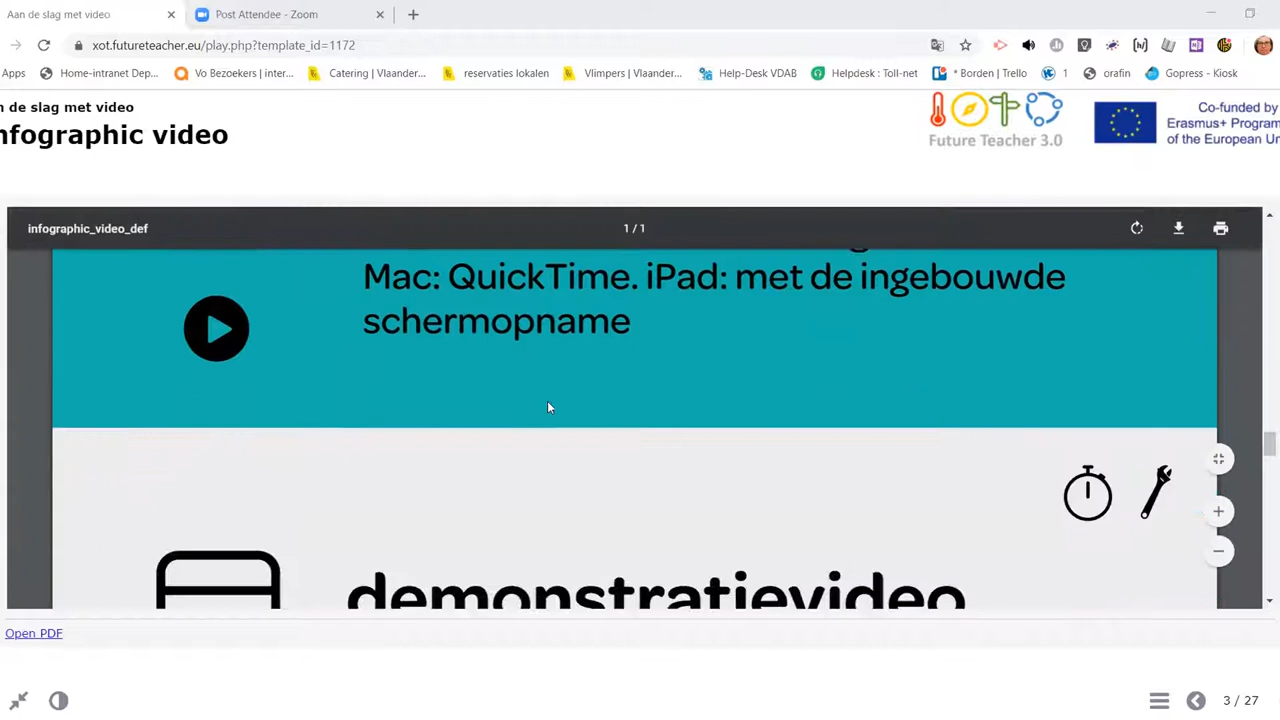 Aan de slag met video
Post Attendee - Zoom
xot.futureteacher.eu/play.php?template_id=1172
Apps
Home-intranet Dep...
Vo Bezoekers | inter...
Catering | Vlaander...
reservaties lokalen
Vlimpers | Vlaander...
Help-Desk VDAB
Helpdesk : Toll-net
* Borden | Trello
1
orafin
Gopress - Kiosk
n de slag met video
nfographic video
Future Teacher 3.0
Co-funded by
Erasmus+ Program
of the European Un
infographic_video_def
1 / 1
Mac: QuickTime. iPad: met de ingebouwde
schermopname
demonstratievideo
Open PDF
3 / 27